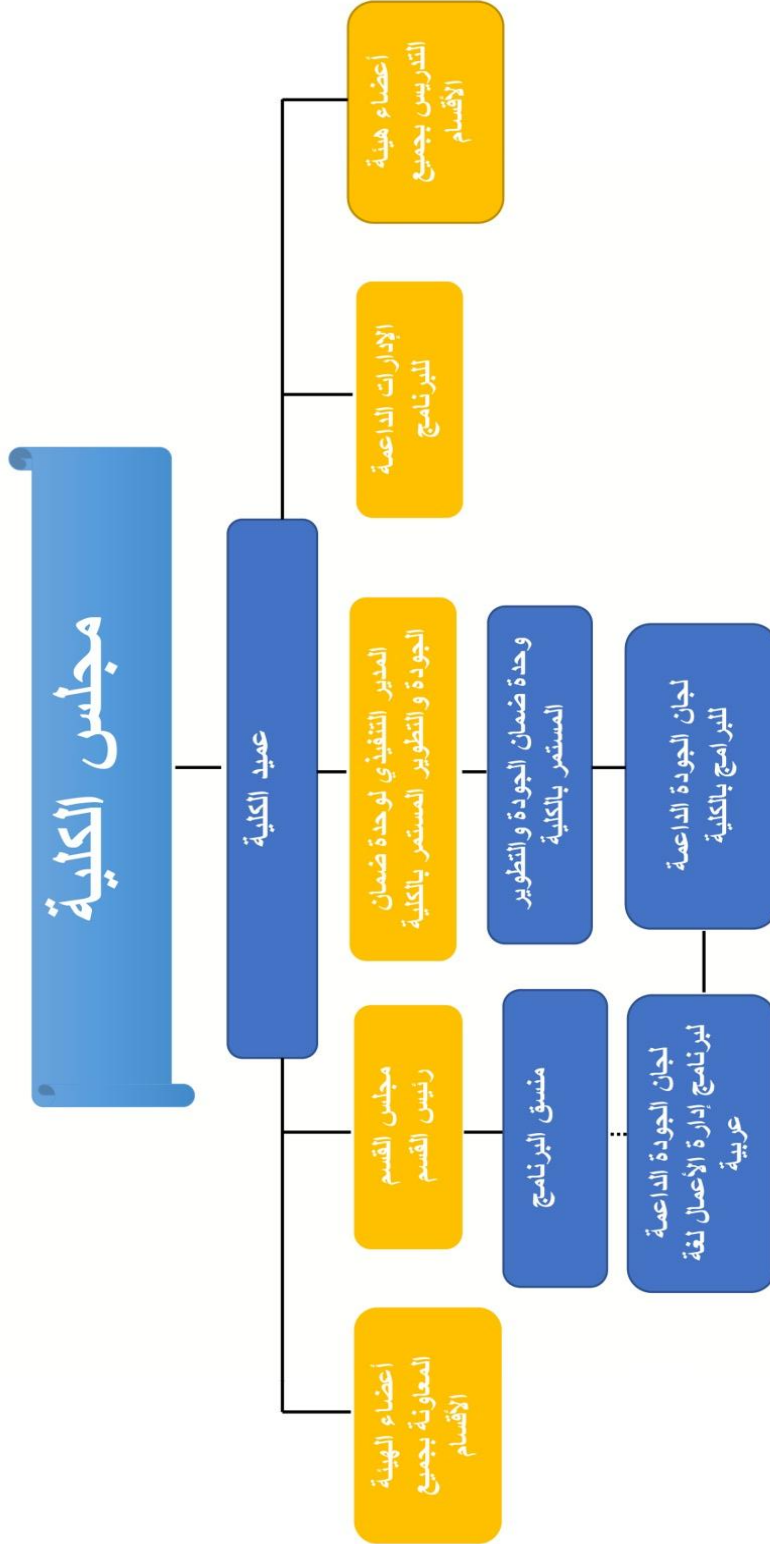 مجلس الكلية
عميد الكلية
أعضاء هيئة
التدريس بجميع
الأقسام
الإدارات الداعمة
للبرنامج
المدير التنفيذي لوحدة ضمان
الجودة والتطوير المستمر بالكلية
مجلس القسم
رئيس القسم
أعضاء الهيئة
المعاونة بجميع
الأقسام
وحدة ضمان الجودة والتطوير
المستمر بالكلية
منسق البرنامج
لجان الجودة الداعمة
للبرامج بالكلية
لجان الجودة الداعمة
لبرنامج إدارة الأعمال لغة
عربية